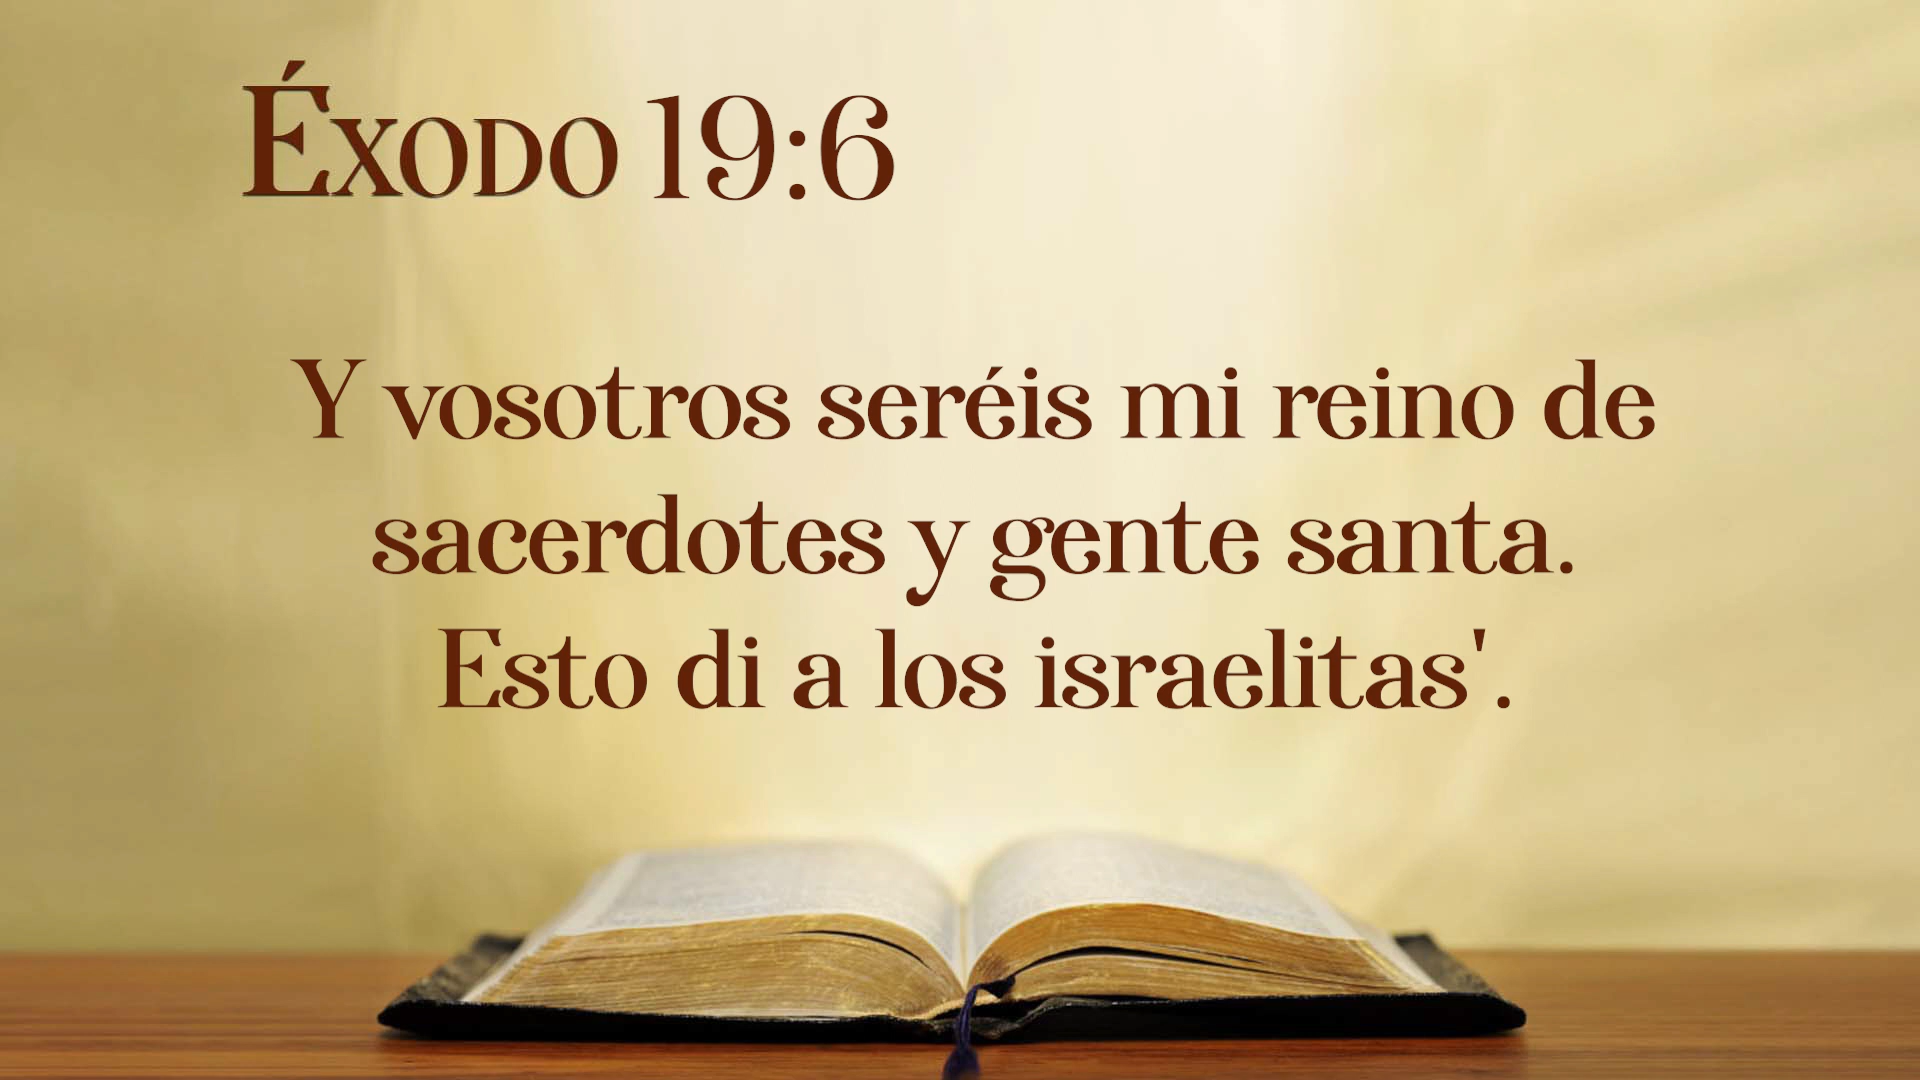 Éxodo 19:6
Y vosotros seréis mi reino de
sacerdotes y gente santa.
Esto di a los israelitas'.